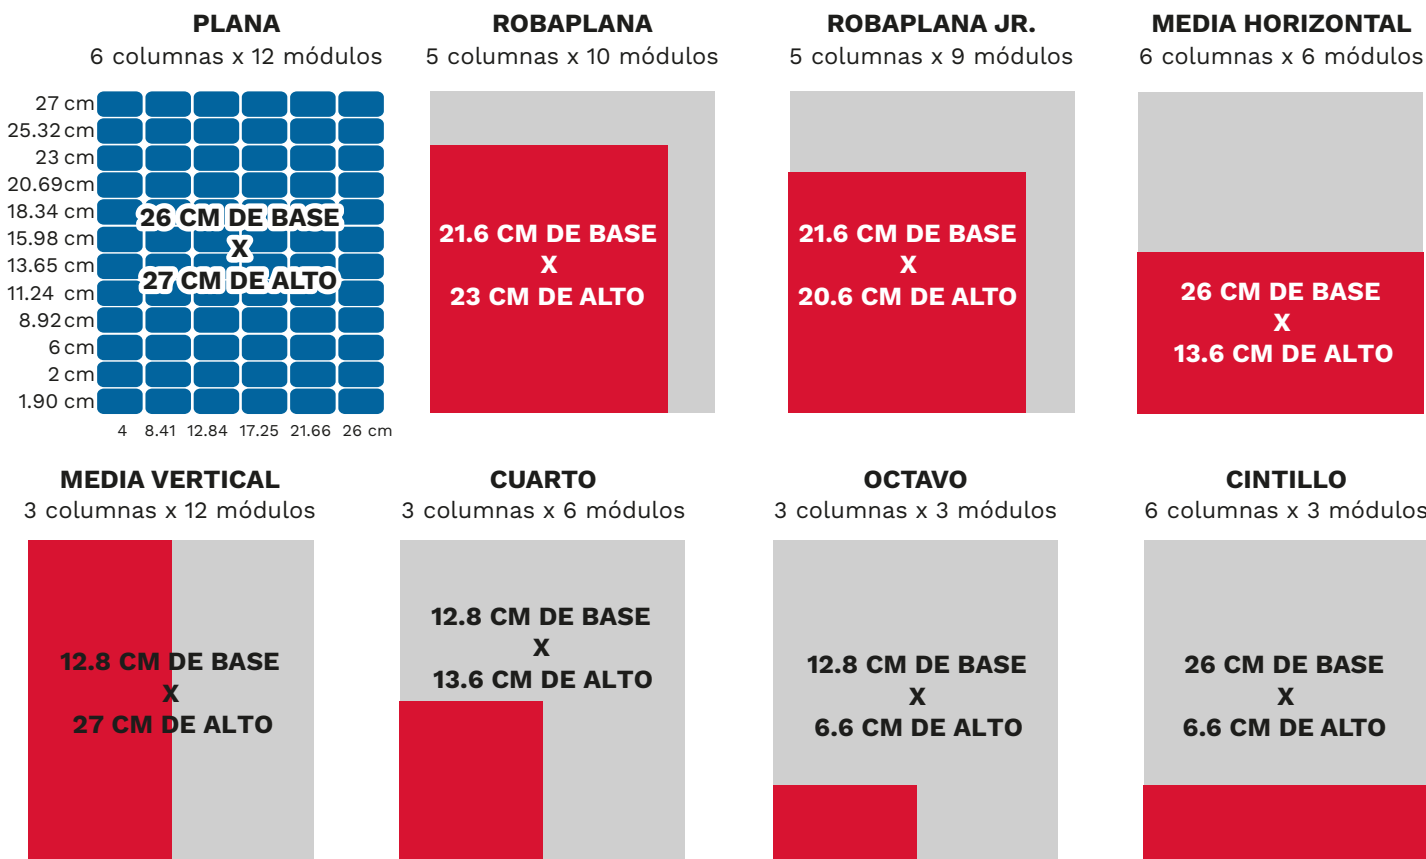 PLANA
6 columnas x 12 módulos
27 cm
25.32 cm
23 cm
20.69cm
18.34 cm
15.98 cm
13.65 cm
11.24 cm
8.92 cm
6 cm
2 cm
1.90 cm
26 CM DE BASE
X
27 CM DE ALTO
4 8.41 12.84 17.25 21.66 26 cm
ROBAPLANA
5 columnas x 10 módulos
21.6 CM DE BASE
X
23 CM DE ALTO
ROBAPLANA JR.
5 columnas x 9 módulos
21.6 CM DE BASE
X
20.6 CM DE ALTO
MEDIA HORIZONTAL
6 columnas x 6 módulos
26 CM DE BASE
X
13.6 CM DE ALTO
MEDIA VERTICAL
3 columnas x 12 módulos
12.8 CM DE BASE
X
27 CM DE ALTO
CUARTO
3 columnas x 6 módulos
12.8 CM DE BASE
X
13.6 CM DE ALTO
OCTAVO
3 columnas x 3 módulos
12.8 CM DE BASE
X
6.6 CM DE ALTO
CINTILLO
6 columnas x 3 módulos
26 CM DE BASE
X
6.6 CM DE ALTO